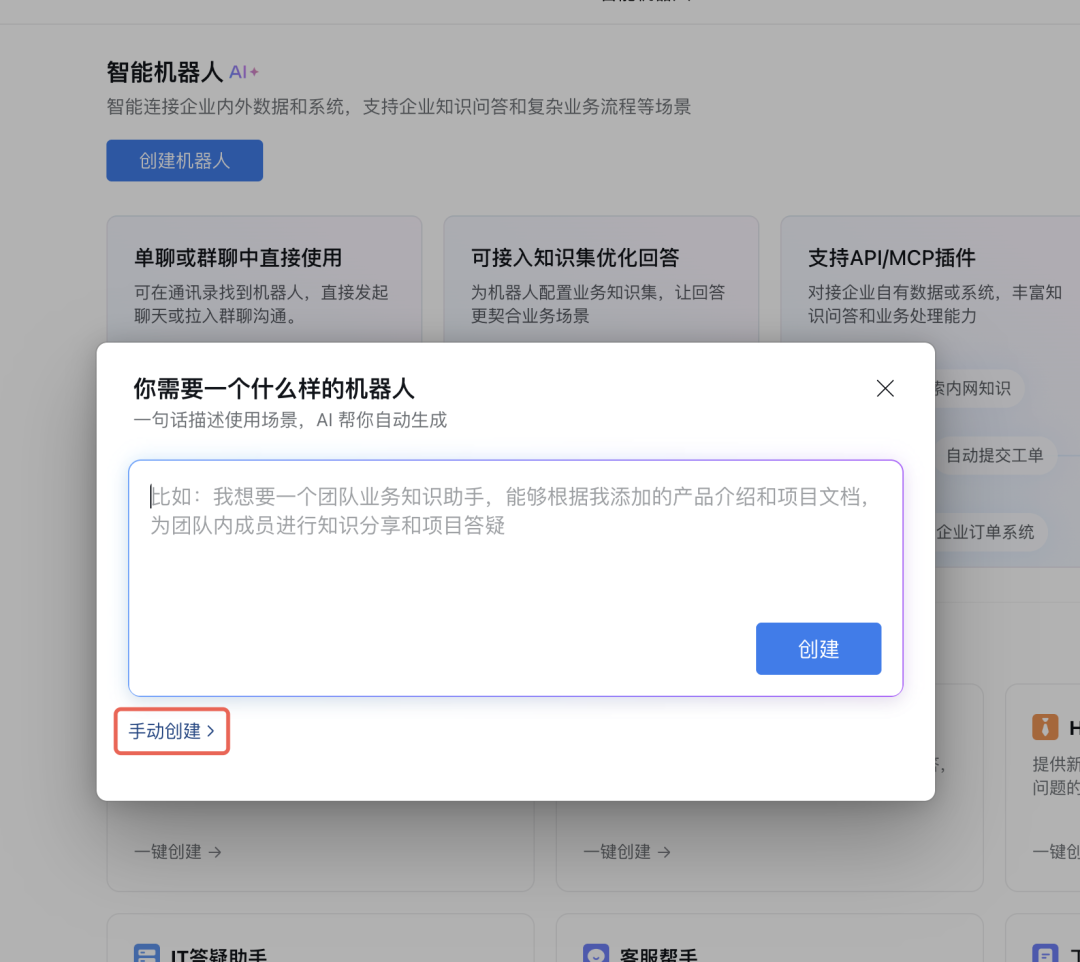 智能机器人 AI
智能连接企业内外数据和系统，支持企业知识问答和复杂业务流程等场景
创建机器人
单聊或群聊中直接使用
可在通讯录找到机器人，直接发起
聊天或拉入群聊沟通。
可接入知识集优化回答
为机器人配置业务知识集，让回答
更契合业务场景
支持API/MCP插件
对接企业自有数据或系统，丰富知
识问答和业务处理能力
索内网知识
自动提交工单
企业订单系统
你需要一个什么样的机器人
一句话描述使用场景，AI 帮你自动生成
比如：我想要一个团队业务知识助手，能够根据我添加的产品介绍和项目文档，
为团队内成员进行知识分享和项目答疑
创建
手动创建 >
H
提供新
问题的
一键创建 →
一键创建 →
一键创
IT答疑助手
客服帮手